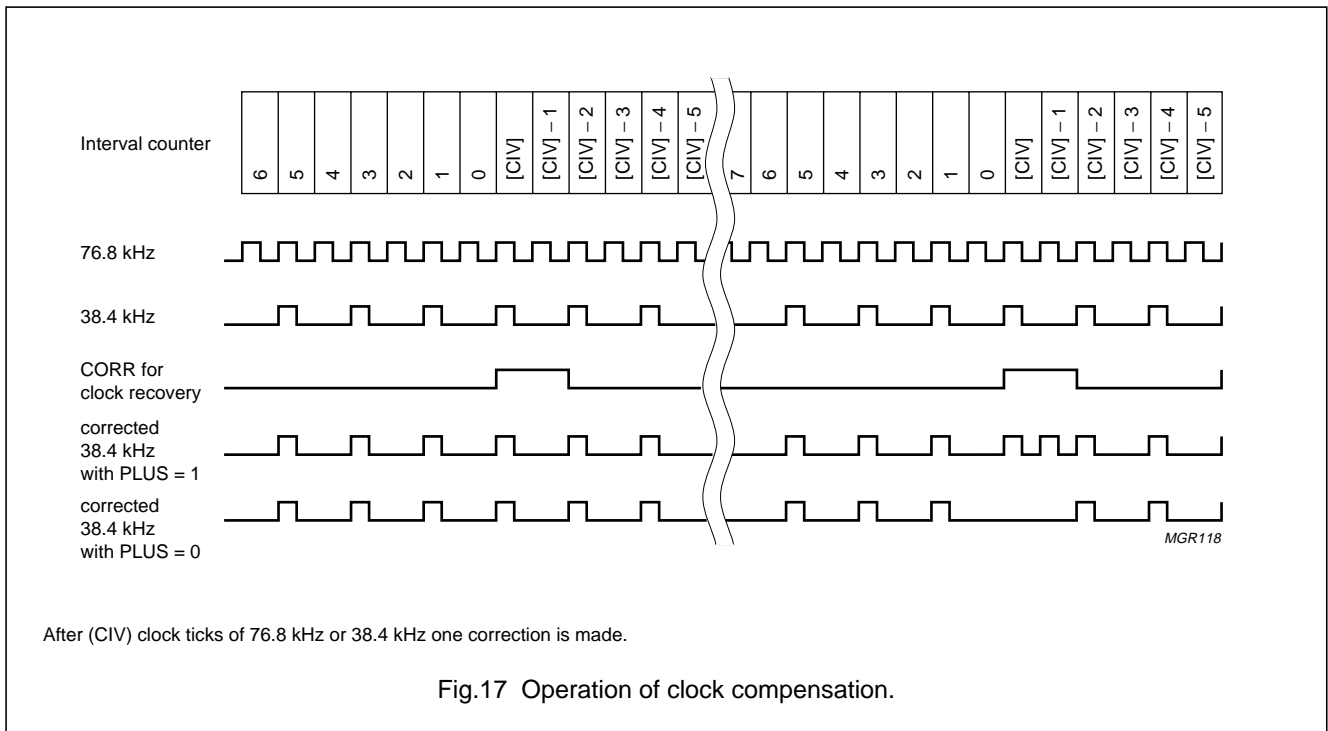 Interval counter
6 5 4 3 2 1 0 [CIV] [CIV] – 1 [CIV] – 2 [CIV] – 3 [CIV] – 4 [CIV] – 5 7 6 5 4 3 2 1 0 [CIV] [CIV] – 1 [CIV] – 2 [CIV] – 3 [CIV] – 4 [CIV] – 5
76.8 kHz
38.4 kHz
CORR for
clock recovery
corrected
38.4 kHz
with PLUS = 1
corrected
38.4 kHz
with PLUS = 0
MGR118
After (CIV) clock ticks of 76.8 kHz or 38.4 kHz one correction is made.
Fig.17 Operation of clock compensation.